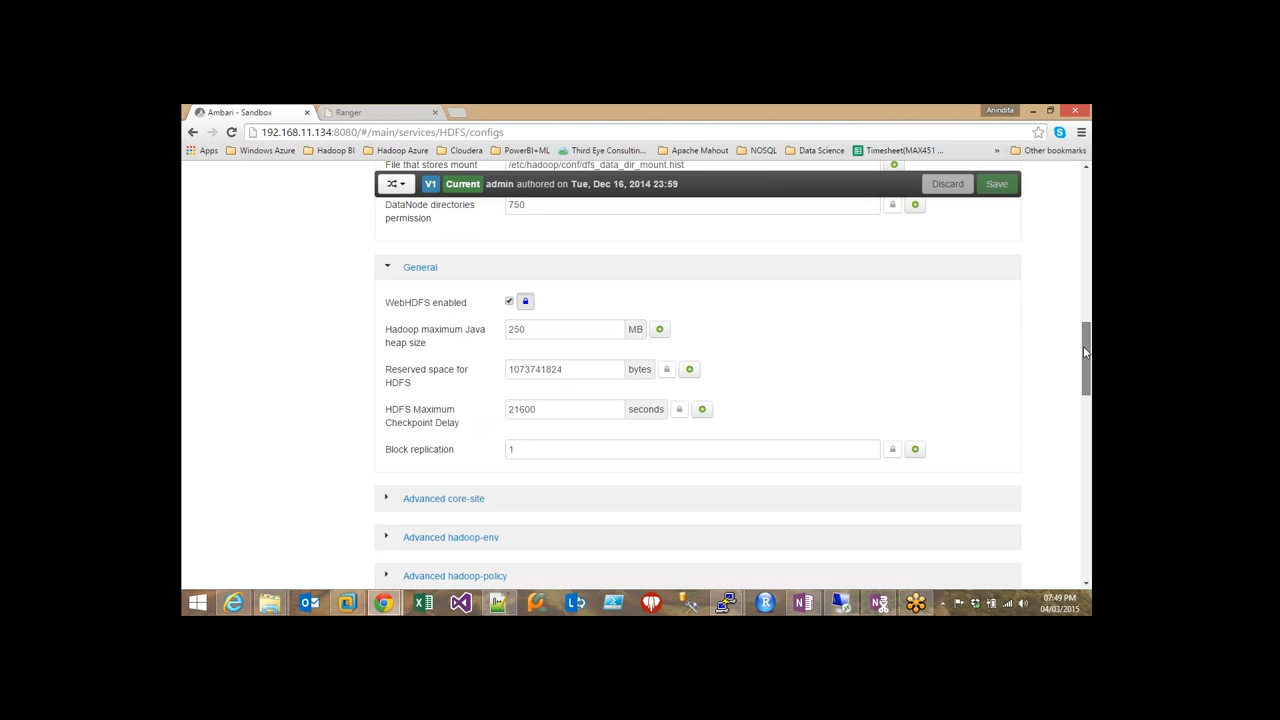 Ambari - Sandbox
Ranger
Anindita
192.168.11.134:8080/#/main/services/HDFS/configs
Apps Windows Azure Hadoop BI Hadoop Azure Cloudera PowerBI+ML Third Eye Consultin... Apache Mahout NOSQL Data Science Timesheet(MAX451 ... » Other bookmarks
File that stores mount /etc/hadoop/conf/dfs_data_dir_mount.hist
V1 Current admin authored on Tue, Dec 16, 2014 23:59 Discard Save
DataNode directories permission 750
General
WebHDFS enabled
Hadoop maximum Java heap size 250 MB
Reserved space for HDFS 1073741824 bytes
HDFS Maximum Checkpoint Delay 21600 seconds
Block replication 1
Advanced core-site
Advanced hadoop-env
Advanced hadoop-policy
07:49 PM
04/03/2015